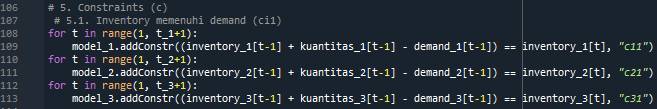 106 # 5. Constraints (c)
107 # 5.1. Inventory memenuhi demand (ci1)
108 for t in range(1, t_1+1):
109 model_1.addConstr((inventory_1[t-1] + kuantitas_1[t-1] - demand_1[t-1]) == inventory_1[t], "c11")
110 for t in range(1, t_2+1):
111 model_2.addConstr((inventory_2[t-1] + kuantitas_2[t-1] - demand_2[t-1]) == inventory_2[t], "c21")
112 for t in range(1, t_3+1):
113 model_3.addConstr((inventory_3[t-1] + kuantitas_3[t-1] - demand_3[t-1]) == inventory_3[t], "c31")